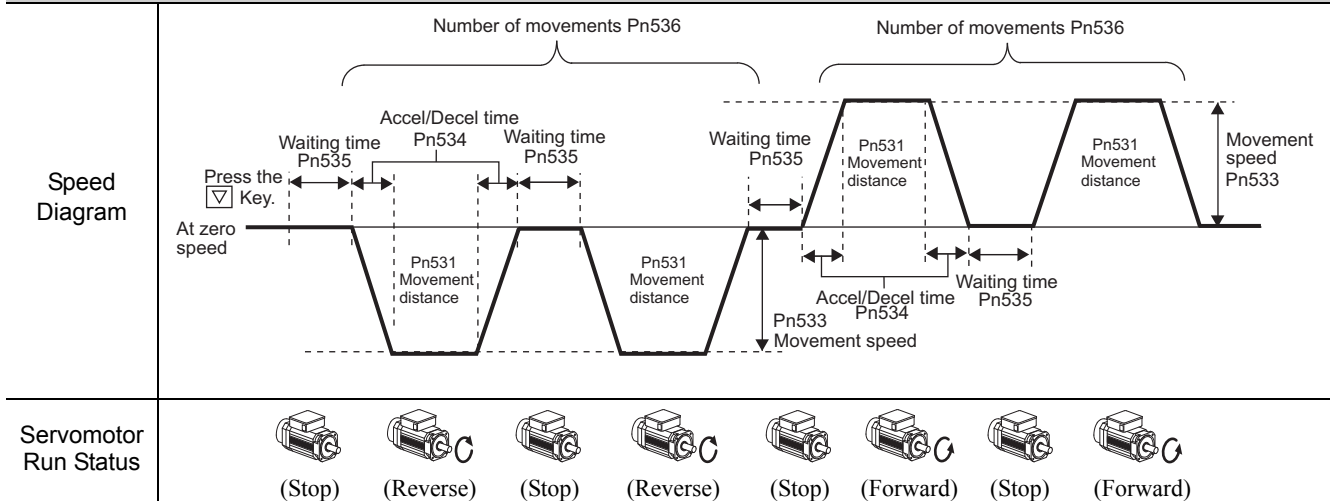 Number of movements Pn536
Number of movements Pn536
Accel/Decel time
Pn534
Waiting time
Pn535
Waiting time
Pn535
Waiting time
Pn535
Pn531
Movement
distance
Pn531
Movement
distance
Movement
speed
Pn533
Press the
▽ Key.
Speed
Diagram
At zero
speed
Pn531
Movement
distance
Pn531
Movement
distance
Accel/Decel time
Pn534
Waiting time
Pn535
Pn533
Movement speed
Servomotor
Run Status
(Stop) (Reverse) (Stop) (Reverse) (Stop) (Forward) (Stop) (Forward)